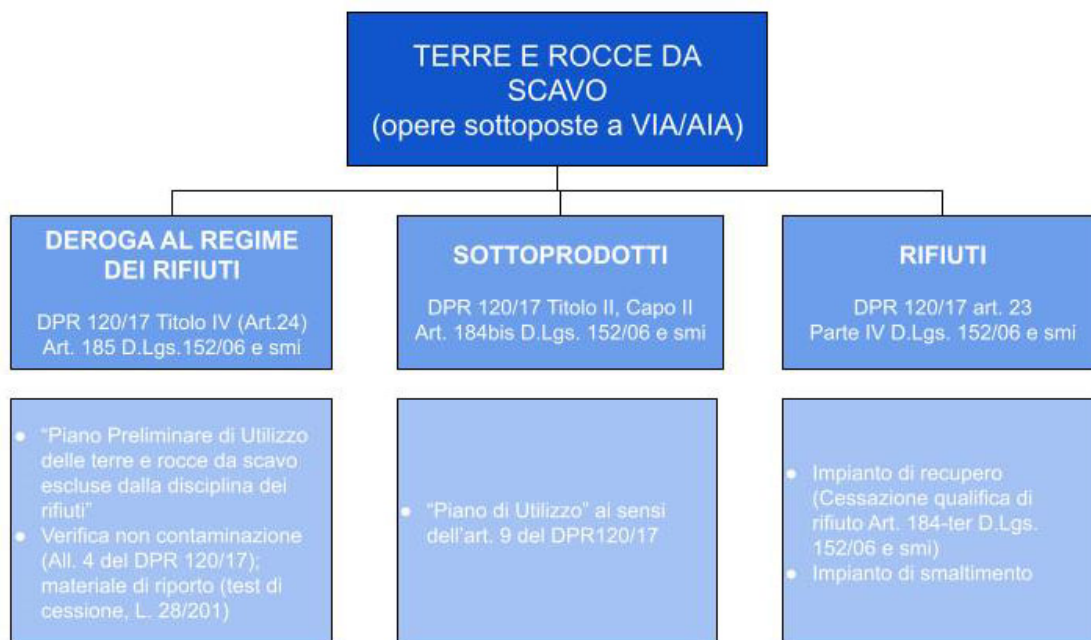 TERRE E ROCCE DA
SCAVO
(opere sottoposte a VIA/AIA)
DEROGA AL REGIME
DEI RIFIUTI
DPR 120/17 Titolo IV (Art.24)
Art. 185 D.Lgs.152/06 e smi
SOTTOPRODOTTI
DPR 120/17 Titolo II, Capo II
Art. 184bis D.Lgs. 152/06 e smi
RIFIUTI
DPR 120/17 art. 23
Parte IV D.Lgs. 152/06 e smi
● “Piano Preliminare di Utilizzo
delle terre e rocce da scavo
escluse dalla disciplina dei
rifiuti”
● Verifica non contaminazione
(All. 4 del DPR 120/17);
materiale di riporto (test di
cessione, L. 28/201)
● “Piano di Utilizzo” ai sensi
dell’art. 9 del DPR120/17
● Impianto di recupero
(Cessazione qualifica di
rifiuto Art. 184-ter D.Lgs.
152/06 e smi)
● Impianto di smaltimento